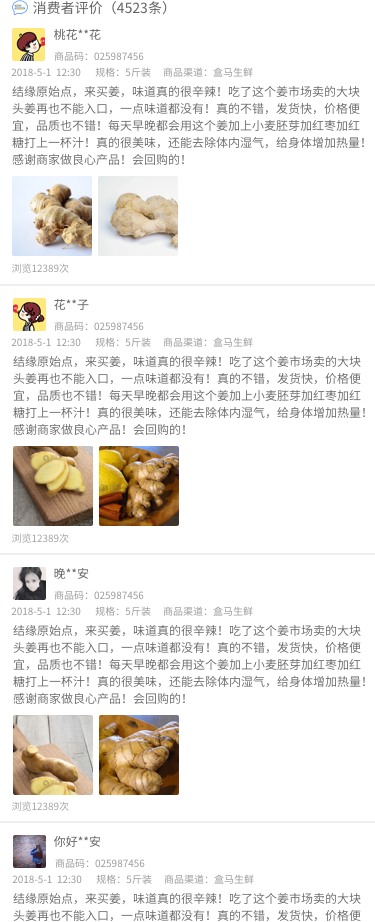 消费者评价（4523条）
桃花**花
商品码：025987456
2018-5-1 12:30 规格：5斤装 商品渠道：盒马生鲜
结缘原始点，来买姜，味道真的很辛辣！吃了这个姜市场卖的大块
头姜再也不能入口，一点味道都没有！真的不错，发货快，价格便
宜，品质也不错！每天早晚都会用这个姜加上小麦胚芽加红枣加红
糖打上一杯汁！真的很美味，还能去除体内湿气，给身体增加热量！
感谢商家做良心产品！会回购的！
浏览12389次
花**子
商品码：025987456
2018-5-1 12:30 规格：5斤装 商品渠道：盒马生鲜
结缘原始点，来买姜，味道真的很辛辣！吃了这个姜市场卖的大块
头姜再也不能入口，一点味道都没有！真的不错，发货快，价格便
宜，品质也不错！每天早晚都会用这个姜加上小麦胚芽加红枣加红
糖打上一杯汁！真的很美味，还能去除体内湿气，给身体增加热量！
感谢商家做良心产品！会回购的！
浏览12389次
晚**安
商品码：025987456
2018-5-1 12:30 规格：5斤装 商品渠道：盒马生鲜
结缘原始点，来买姜，味道真的很辛辣！吃了这个姜市场卖的大块
头姜再也不能入口，一点味道都没有！真的不错，发货快，价格便
宜，品质也不错！每天早晚都会用这个姜加上小麦胚芽加红枣加红
糖打上一杯汁！真的很美味，还能去除体内湿气，给身体增加热量！
感谢商家做良心产品！会回购的！
浏览12389次
你好**安
商品码：025987456
2018-5-1 12:30 规格：5斤装 商品渠道：盒马生鲜
结缘原始点，来买姜，味道真的很辛辣！吃了这个姜市场卖的大块
头姜再也不能入口，一点味道都没有！真的不错，发货快，价格便